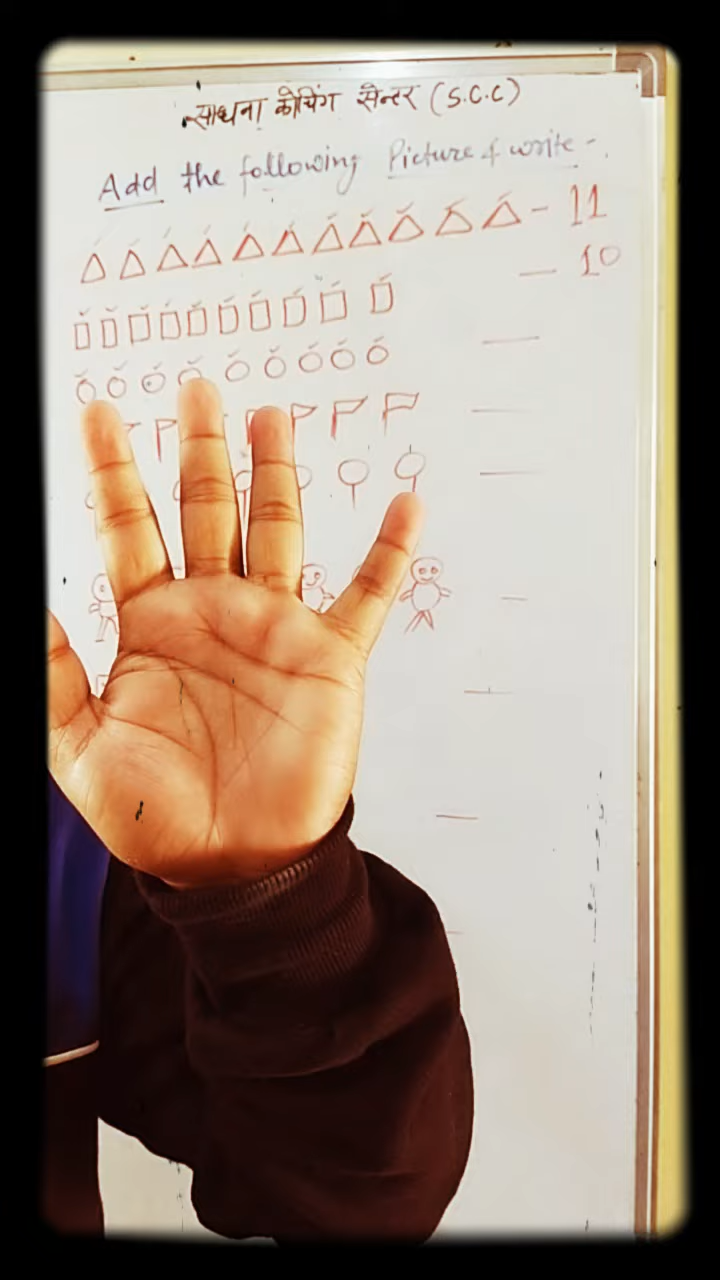 साधना कोचिंग सेन्टर (S.C.C)
Add the following Picture & write -
- 11
- 10